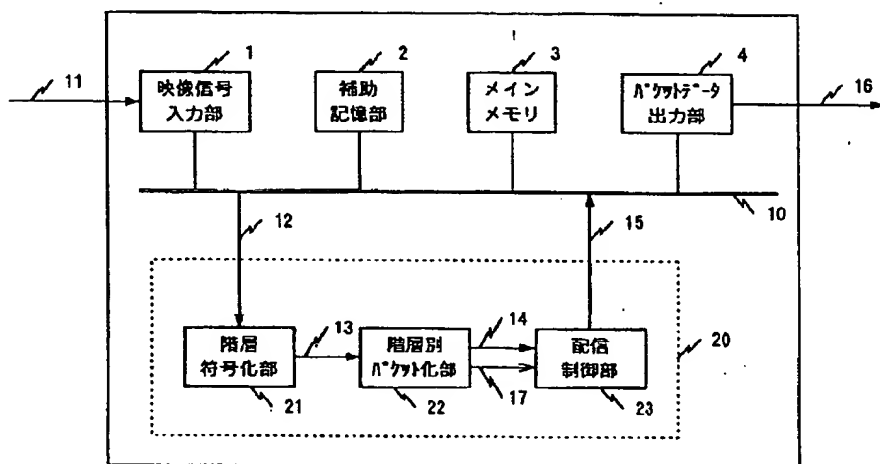 1
2
3
4
11
映像信号
入力部
補助
記憶部
メイン
メモリ
パケットデータ
出力部
16
10
12
15
13
14
20
階層
符号化部
階層別
パケット化部
配信
制御部
17
21
22
23